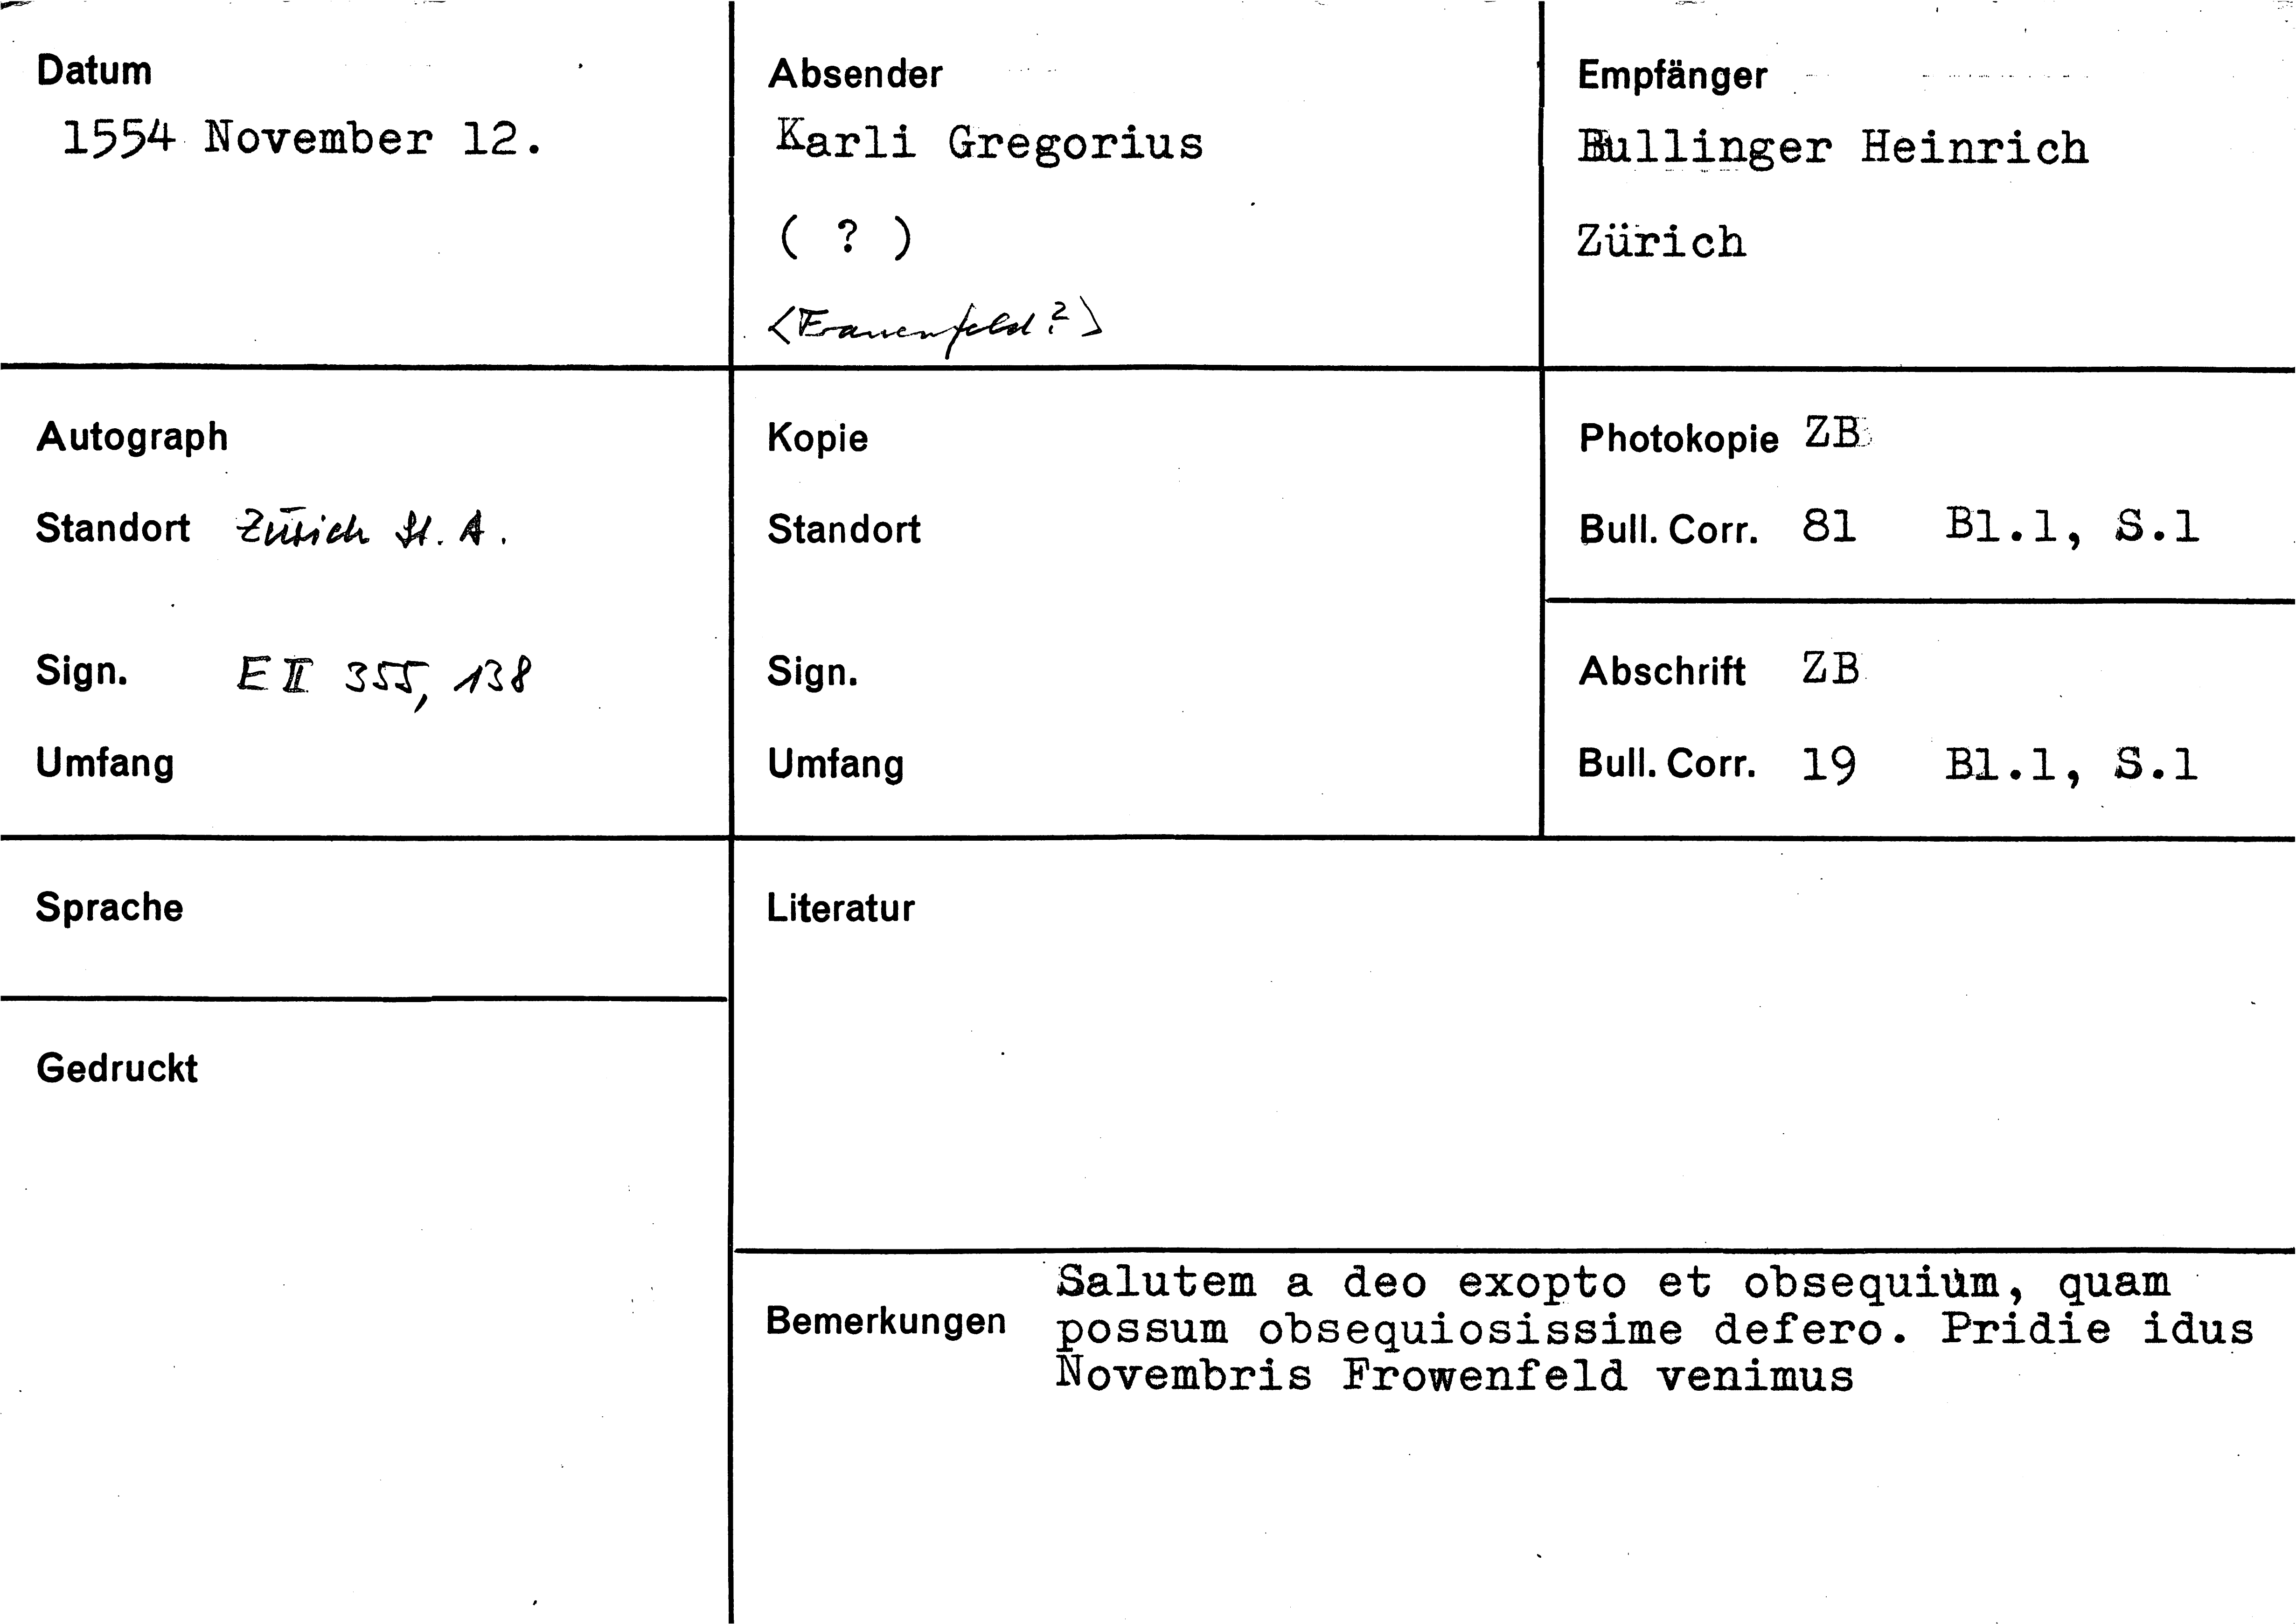 Datum
1554 November 12.
Absender
Karli Gregorius
( ? )
<Frauenfeld?>
Empfänger
Bullinger Heinrich
Zürich
Autograph
Standort Zürich St. A.
Sign. E II 355, 138
Umfang
Kopie
Standort
Sign.
Umfang
Photokopie ZB
Bull. Corr. 81 Bl.1, S.1
Abschrift ZB
Bull. Corr. 19 Bl.1, S.1
Sprache
Gedruckt
Literatur
Bemerkungen
Salutem a deo exopto et obsequium, quam
possum obsequiosissime defero. Pridie idus
Novembris Frowenfeld venimus